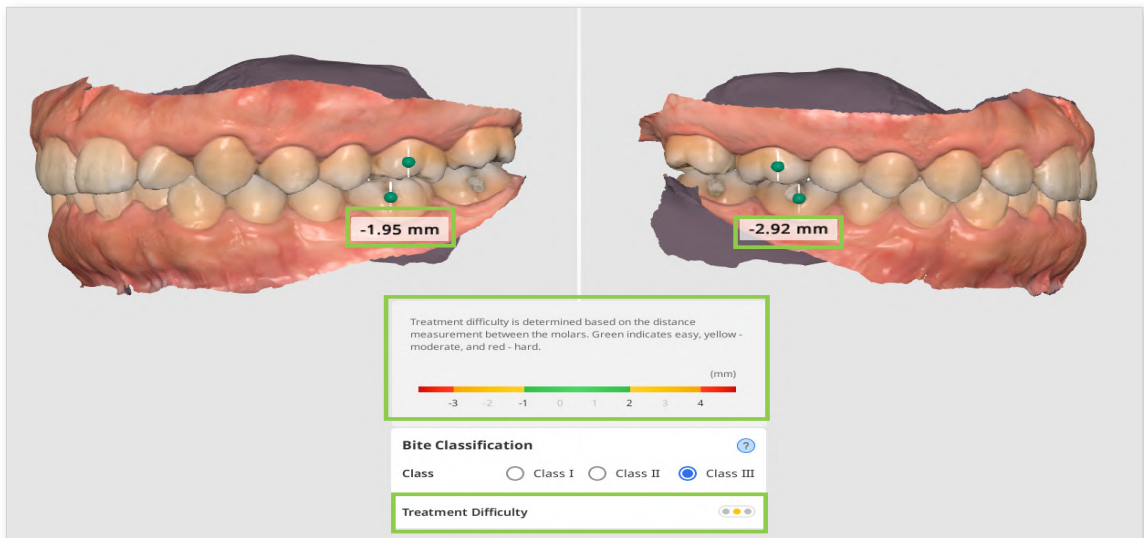 -1.95 mm
-2.92 mm
Treatment difficulty is determined based on the distance
measurement between the molars. Green indicates easy, yellow -
moderate, and red - hard.
(mm)
-3 -2 -1 0 1 2 3 4
Bite Classification ?
Class Class I Class II Class III
Treatment Difficulty